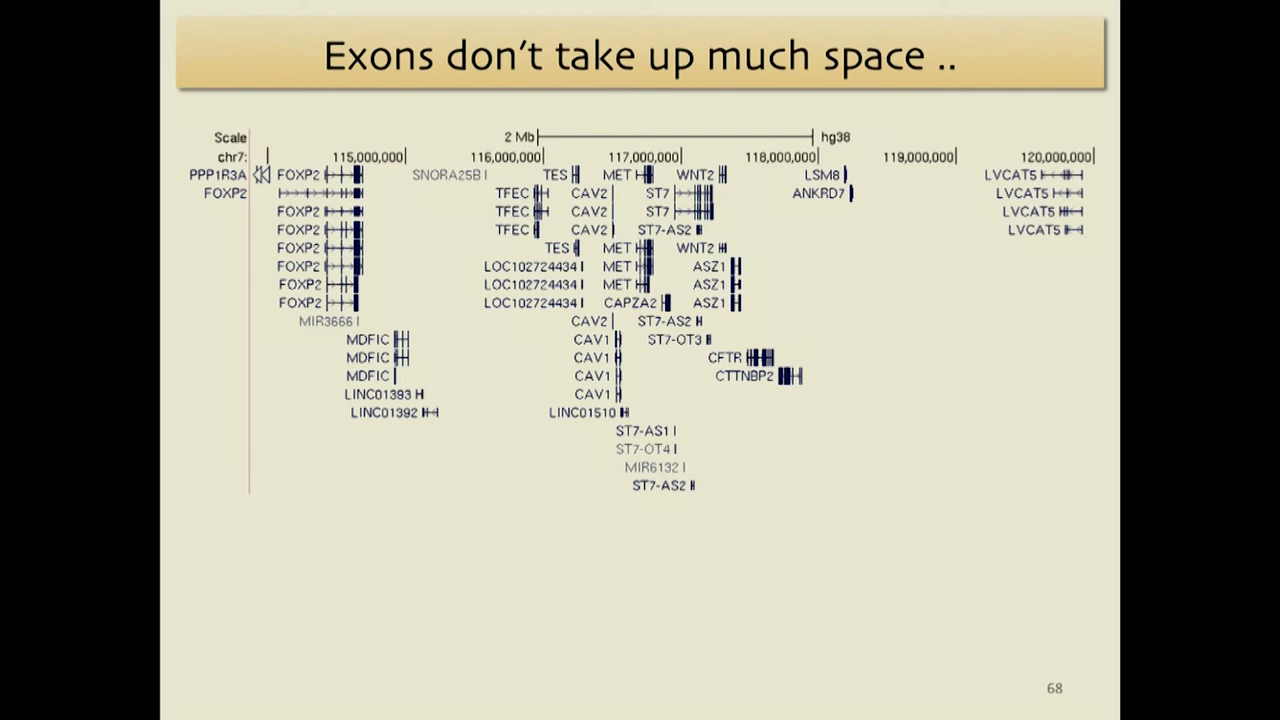 Exons don't take up much space ..
Scale 2 Mb hg38
chr7: 115,000,000 116,000,000 117,000,000 118,000,000 119,000,000 120,000,000
PPP1R3A FOXP2 SNORA25B TES MET WNT2 LSM8 LVCAT5
FOXP2 TFEC CAV2 ST7 ANKRD7 LVCAT5
FOXP2 TFEC CAV2 ST7 LVCAT5
FOXP2 TFEC CAV2 ST7-AS2 LVCAT5
FOXP2 TES MET WNT2
FOXP2 LOC102724434 MET ASZ1
FOXP2 LOC102724434 MET ASZ1
FOXP2 LOC102724434 CAPZA2 ASZ1
MIR3666 CAV2 ST7-AS2
MDFIC CAV1 ST7-OT3
MDFIC CAV1 CFTR
MDFIC CAV1 CTTNBP2
LINC01393 CAV1
LINC01392 LINC01510
ST7-AS1
ST7-OT4
MIR6132
ST7-AS2
68